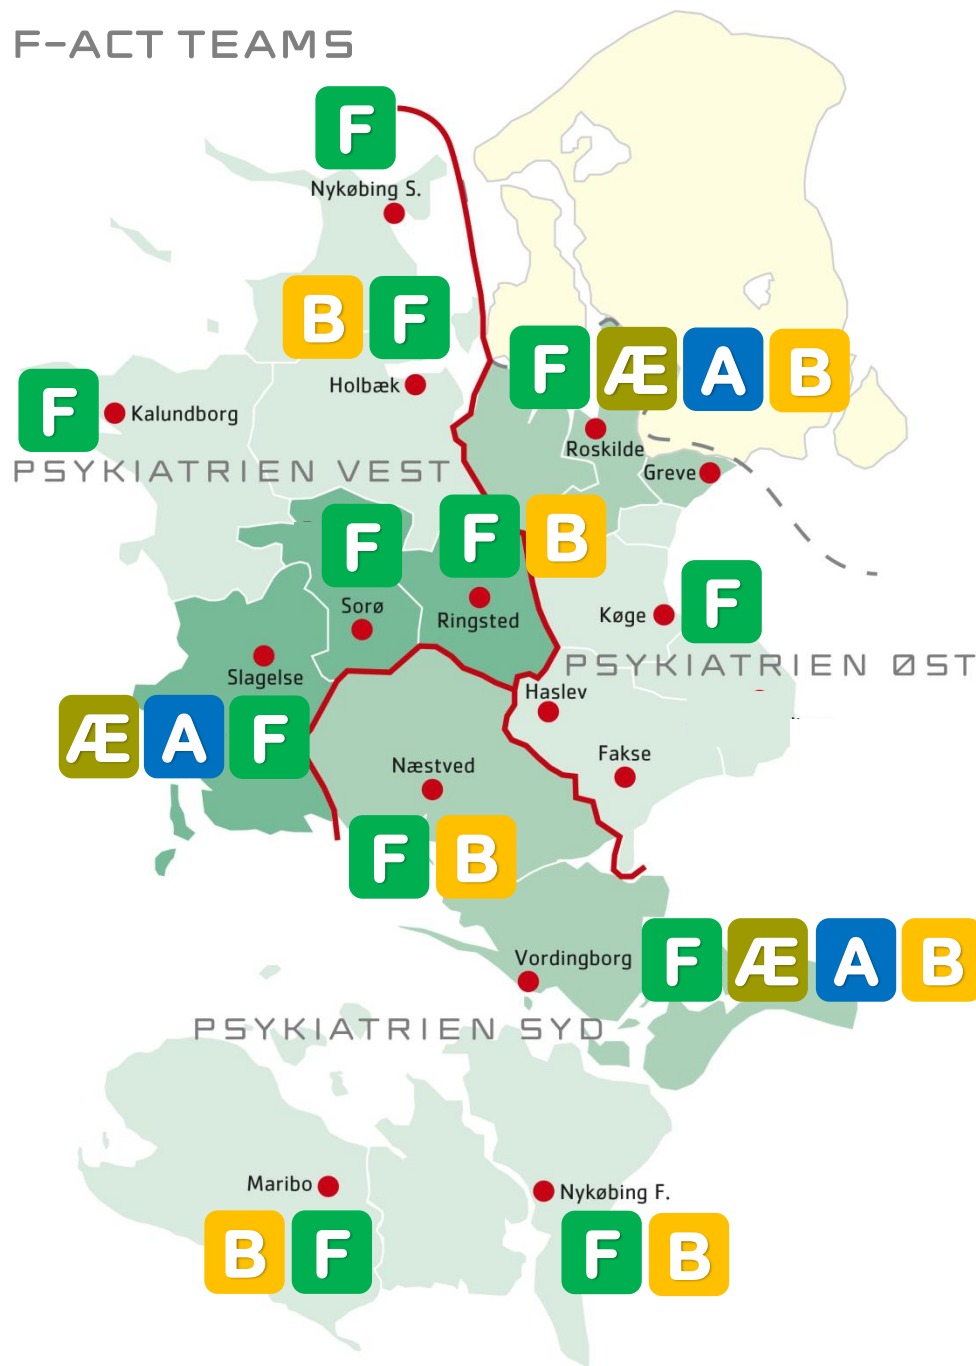 F-ACT TEAMS
F
Nykøbing S.
B F
Holbæk
F Æ A B
F
Kalundborg
Roskilde
Greve
PSYKIATRIEN VEST
F
F B
Sorø
Ringsted
Køge
F
PSYKIATRIEN ØST
Slagelse
Haslev
Æ A F
Næstved
Fakse
F B
Vordingborg
F Æ A B
PSYKIATRIEN SYD
Maribo
Nykøbing F.
B F
F B